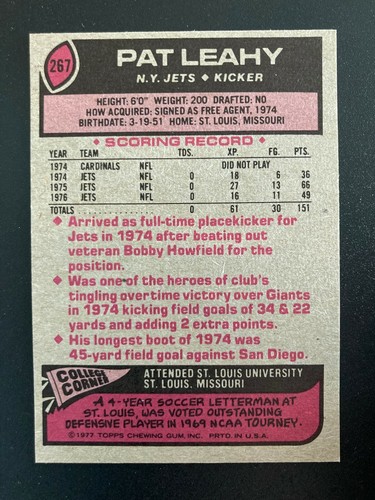 267
PAT LEAHY
N.Y. JETS ◆ KICKER
HEIGHT: 6'0" WEIGHT: 200 DRAFTED: NO
HOW ACQUIRED: SIGNED AS FREE AGENT, 1974
BIRTHDATE: 3-19-51 HOME: ST. LOUIS, MISSOURI
◆ SCORING RECORD ◆
YEAR TEAM TDS. XP. FG. PTS.
1974 CARDINALS NFL DID NOT PLAY
1974 JETS NFL 0 18 6 36
1975 JETS NFL 0 27 13 66
1976 JETS NFL 0 16 11 49
TOTALS 0 61 30 151
◆ Arrived as full-time placekicker for
Jets in 1974 after beating out
veteran Bobby Howfield for the
position.
◆ Was one of the heroes of club's
tingling overtime victory over Giants
in 1974 kicking field goals of 34 & 22
yards and adding 2 extra points.
◆ His longest boot of 1974 was
45-yard field goal against San Diego.
COLLEGE
CORNER
ATTENDED ST. LOUIS UNIVERSITY
ST. LOUIS, MISSOURI
A 4-YEAR SOCCER LETTERMAN AT
ST. LOUIS, WAS VOTED OUTSTANDING
DEFENSIVE PLAYER IN 1969 NCAA TOURNEY.
©1977 TOPPS CHEWING GUM, INC. PRTD. IN U.S.A.